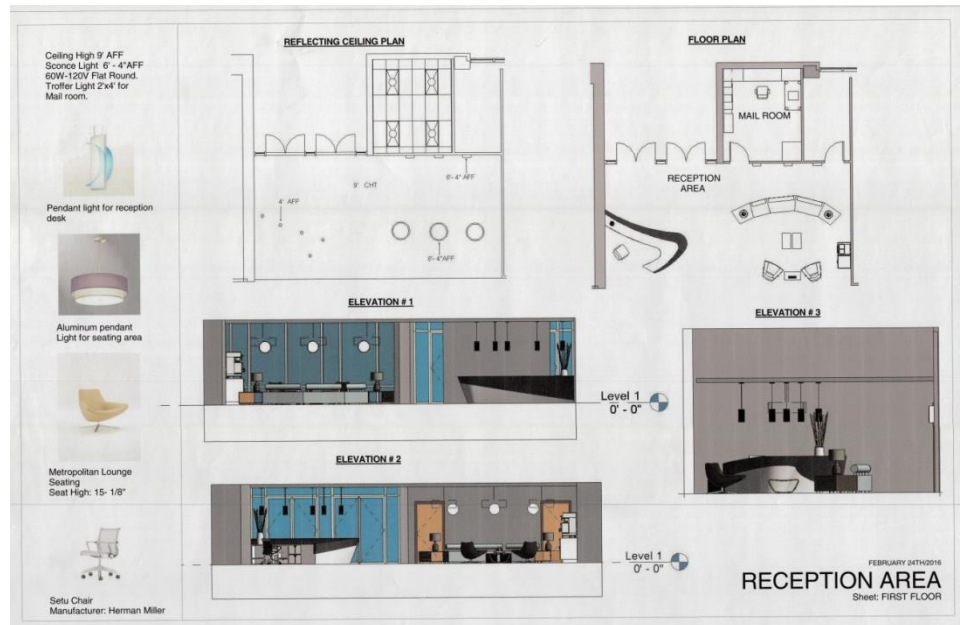 Ceiling High 9' AFF
Sconce Light 6' - 4"AFF
60W-120V Flat Round.
Troffer Light 2'x4' for
Mail room.
Pendant light for reception
desk
Aluminum pendant
Light for seating area
Metropolitan Lounge
Seating
Seat High: 15- 1/8"
Setu Chair
Manufacturer: Herman Miller
REFLECTING CEILING PLAN
6'- 4" AFF
9' CHT
4' AFF
6'- 4"AFF
FLOOR PLAN
MAIL ROOM
RECEPTION
AREA
ELEVATION # 1
Level 1
0' - 0"
ELEVATION # 3
ELEVATION # 2
Level 1
0' - 0"
FEBRUARY 24TH/2016
RECEPTION AREA
Sheet: FIRST FLOOR